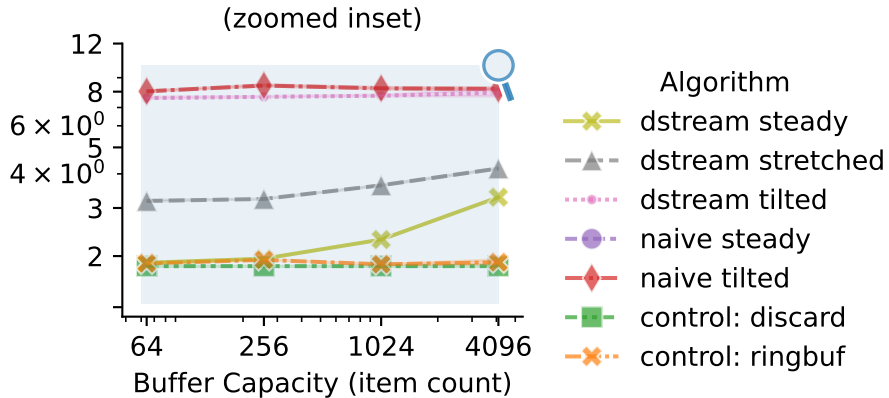 (zoomed inset)
12
8
6 × 10⁰
5
4 × 10⁰
3
2
64 256 1024 4096
Buffer Capacity (item count)
Algorithm
dstream steady
dstream stretched
dstream tilted
naive steady
naive tilted
control: discard
control: ringbuf